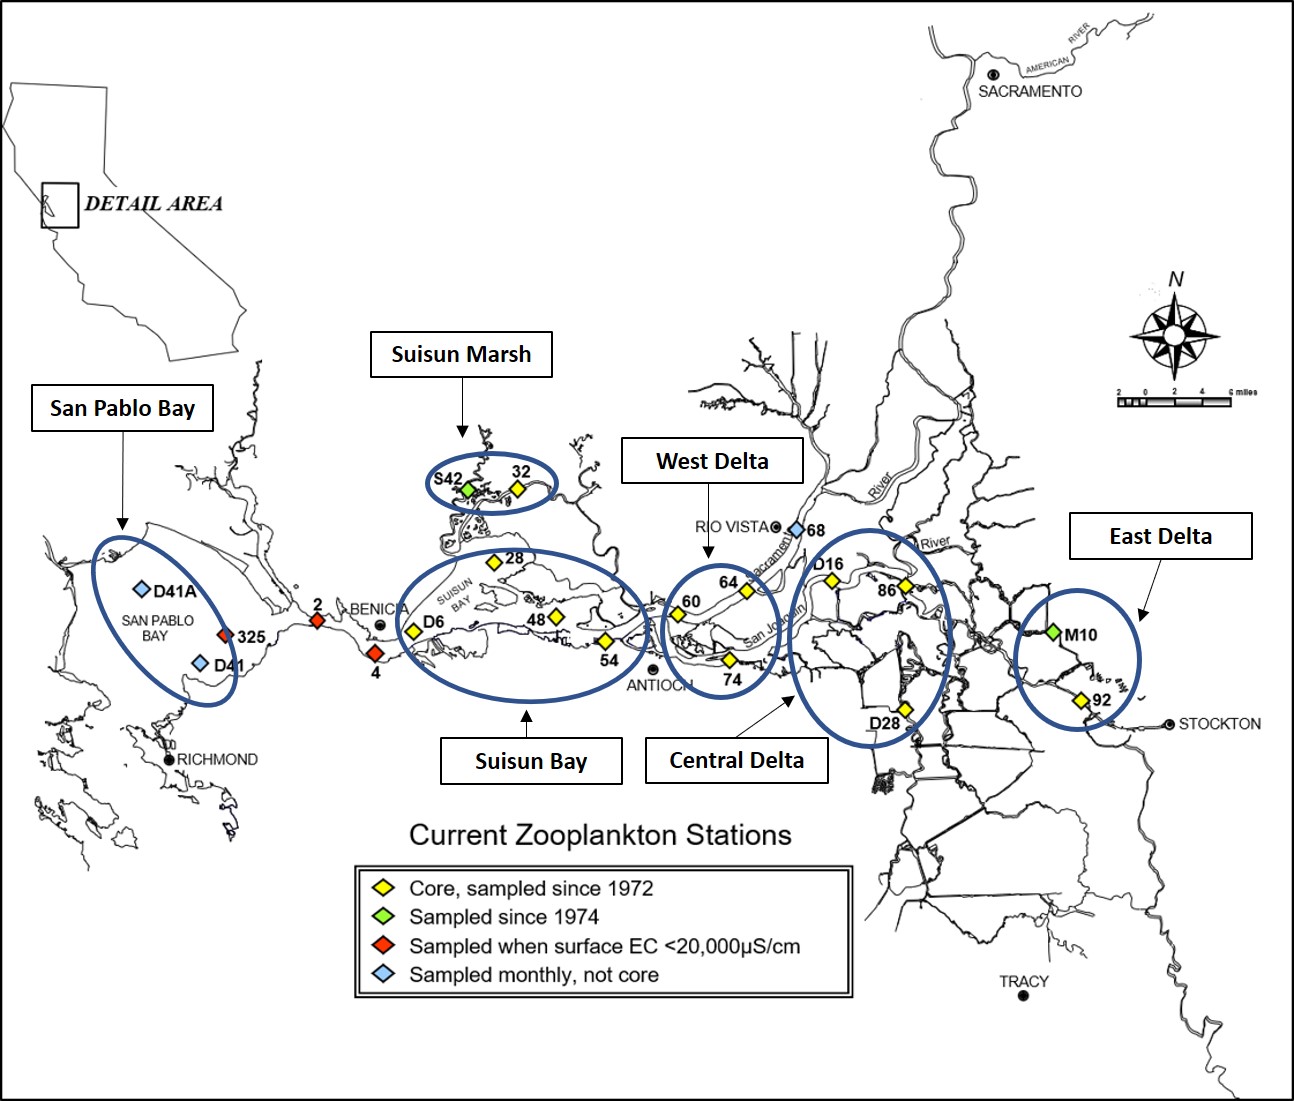 AMERICAN RIVER
SACRAMENTO
DETAIL AREA
N
2 0 2 4 6 miles
Suisun Marsh
San Pablo Bay
West Delta
S42
32
River
RIO VISTA
68
East Delta
River
28
D16
Sacramen
D41A
SUISUN
BAY
64
86
2
BENICIA
60
San Joaquin
SAN PABLO
BAY
48
D6
325
M10
D41
4
54
74
ANTIOCH
92
D28
STOCKTON
RICHMOND
Suisun Bay
Central Delta
Current Zooplankton Stations
Core, sampled since 1972
Sampled since 1974
Sampled when surface EC <20,000µS/cm
Sampled monthly, not core
TRACY